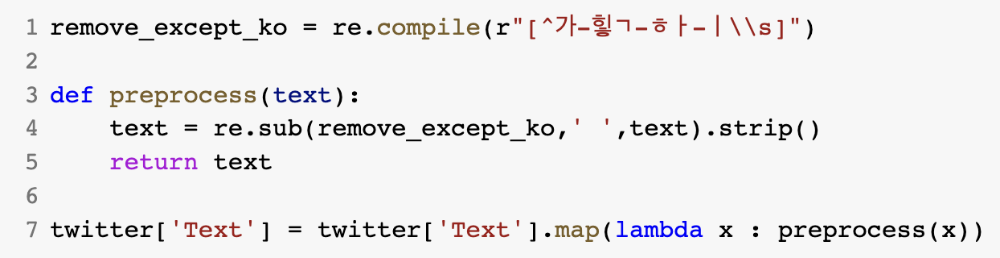 1 remove_except_ko = re.compile(r"[^가-힣ㄱ-ㅎㅏ-ㅣ\\s]")
2
3 def preprocess(text):
4     text = re.sub(remove_except_ko,' ',text).strip()
5     return text
6
7 twitter['Text'] = twitter['Text'].map(lambda x : preprocess(x))